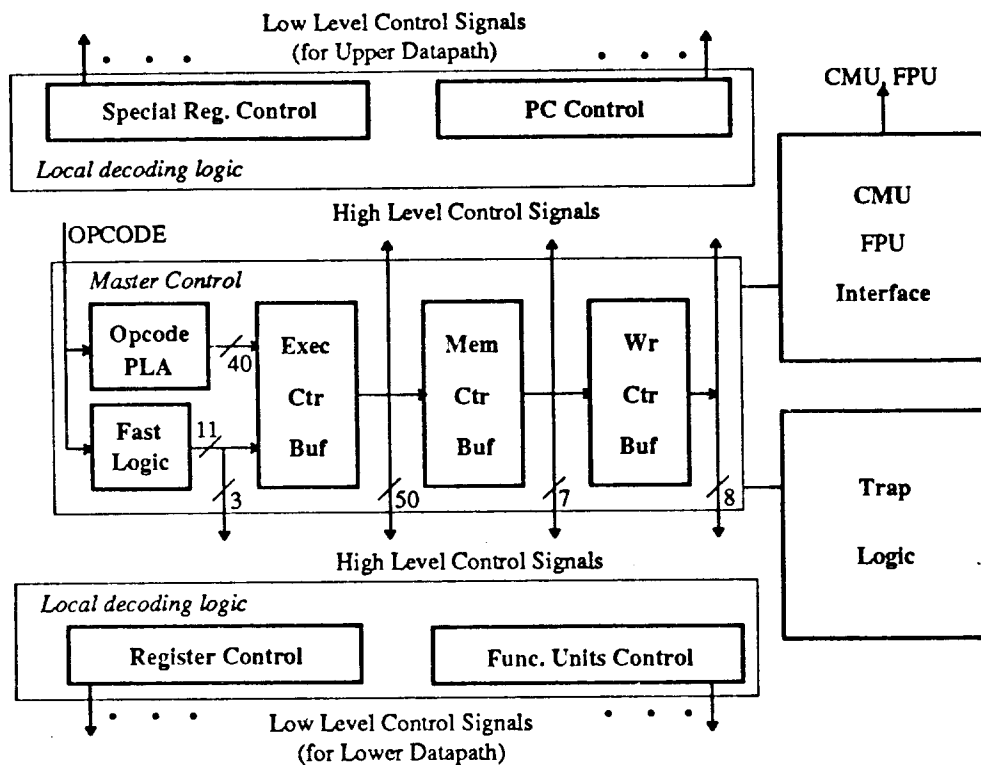 Low Level Control Signals
(for Upper Datapath)
CMU, FPU
Special Reg. Control
PC Control
Local decoding logic
High Level Control Signals
CMU
FPU
Interface
OPCODE
Master Control
Opcode
PLA
40
Fast
Logic
11
3
Exec
Ctr
Buf
50
Mem
Ctr
Buf
7
Wr
Ctr
Buf
8
Trap
Logic
High Level Control Signals
Local decoding logic
Register Control
Func. Units Control
Low Level Control Signals
(for Lower Datapath)